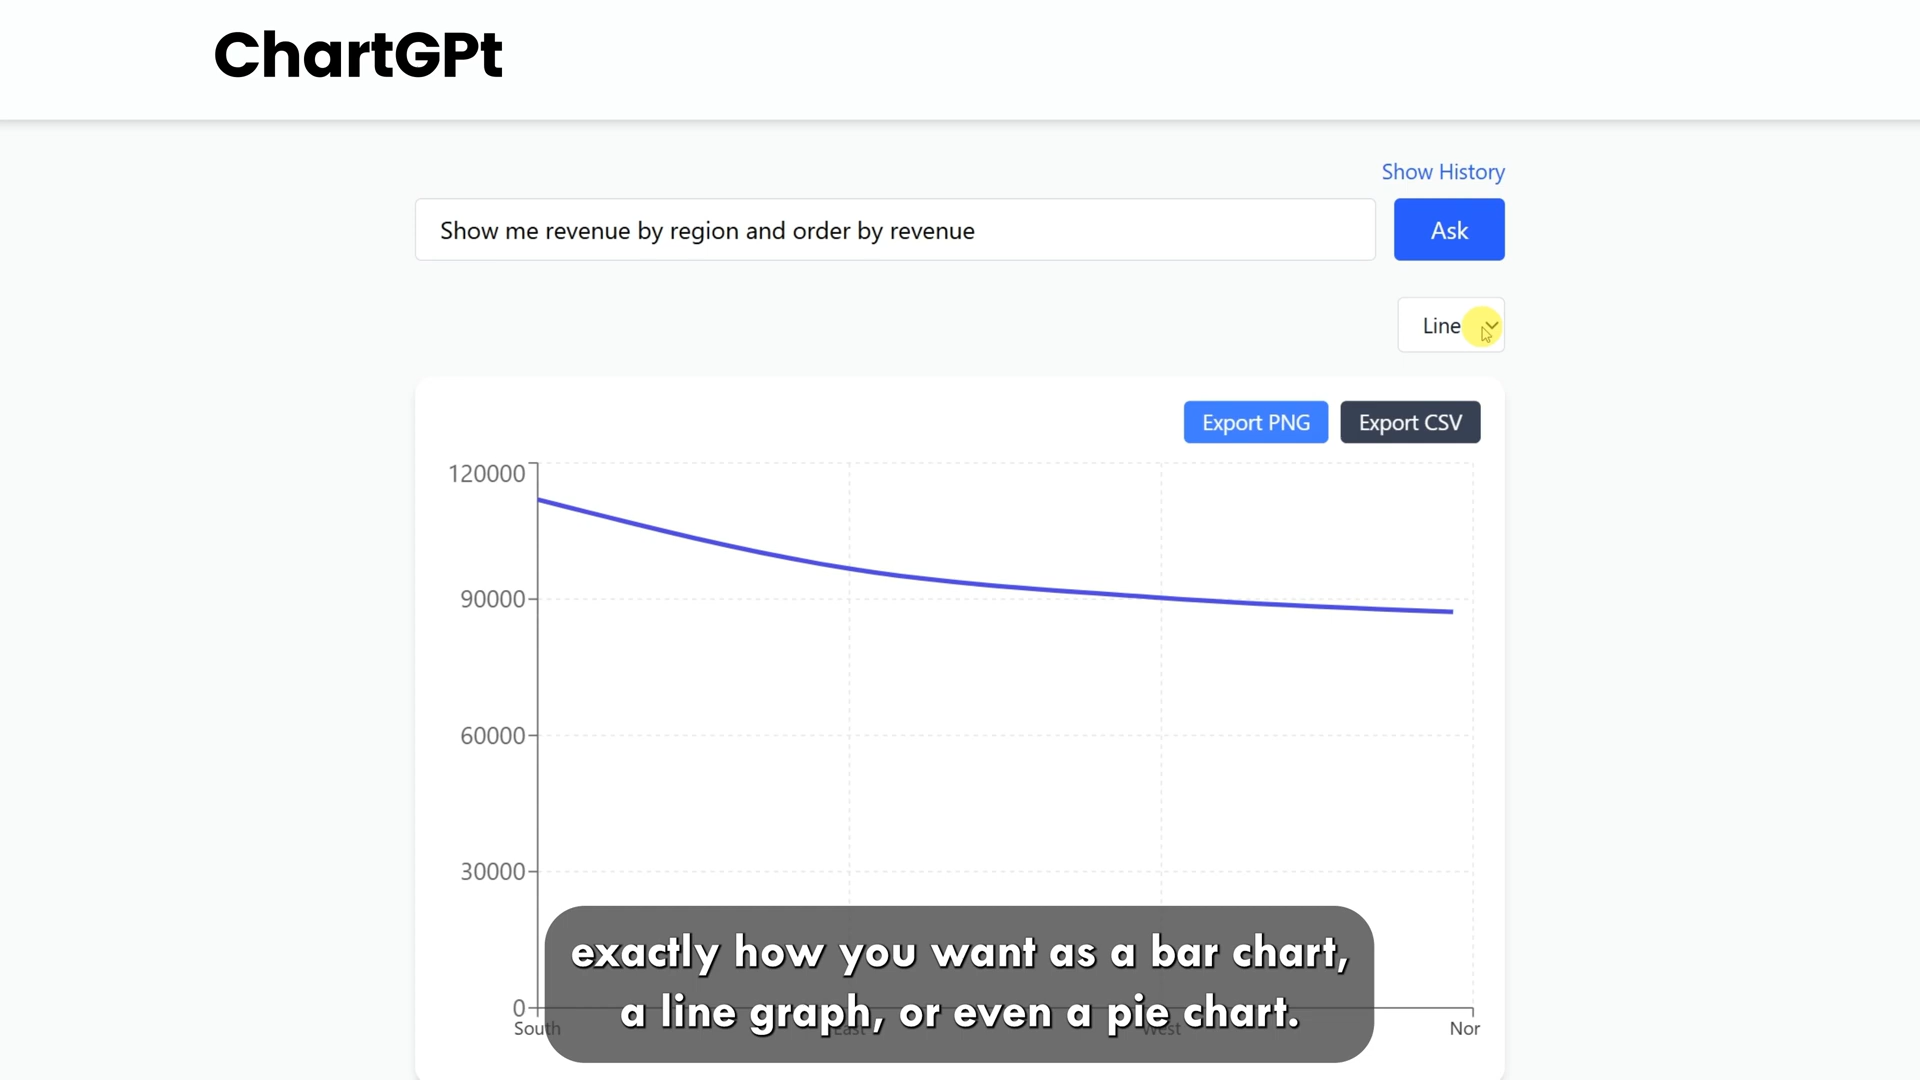 ChartGPt
Show History
Show me revenue by region and order by revenue
Ask
Line
Export PNG
Export CSV
120000
90000
60000
30000
0
South
East
West
Nor
exactly how you want as a bar chart,
a line graph, or even a pie chart.